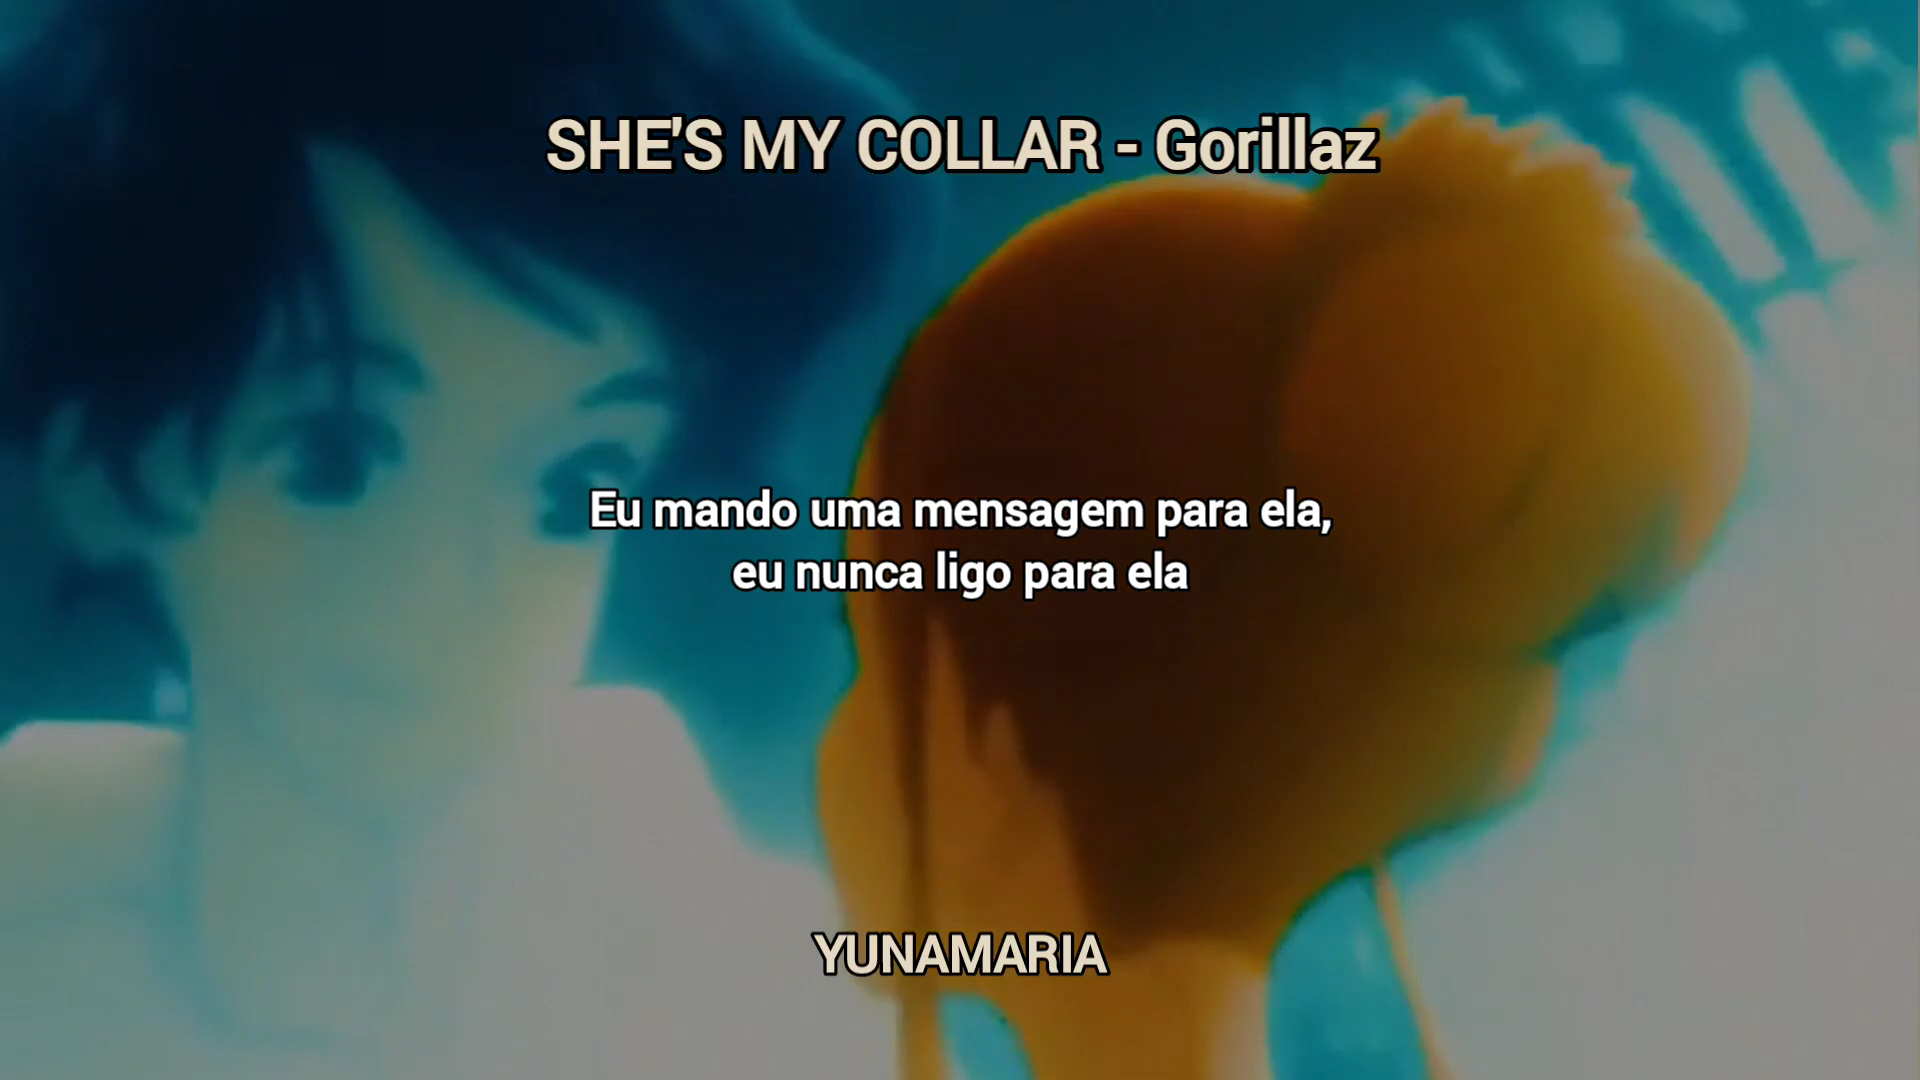 SHE'S MY COLLAR - Gorillaz
Eu mando uma mensagem para ela,
eu nunca ligo para ela
YUNAMARIA